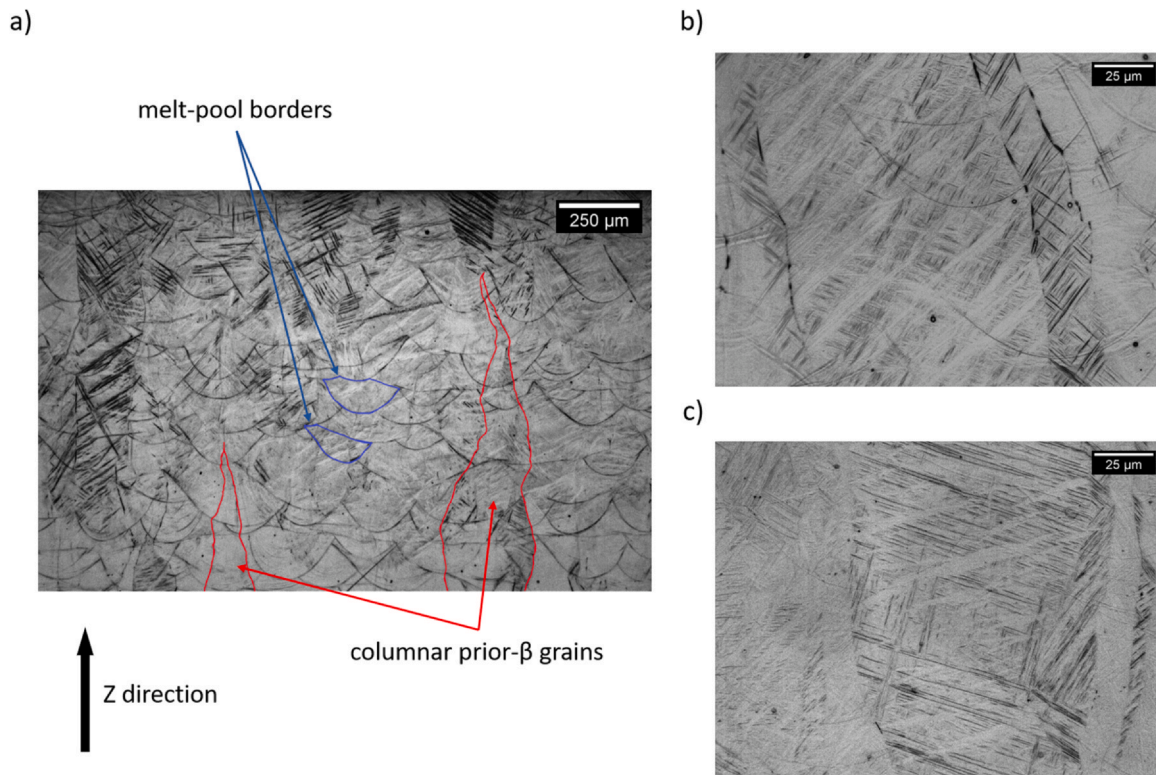 a)
melt-pool borders
250 µm
columnar prior-β grains
Z direction
b)
25 µm
c)
25 µm